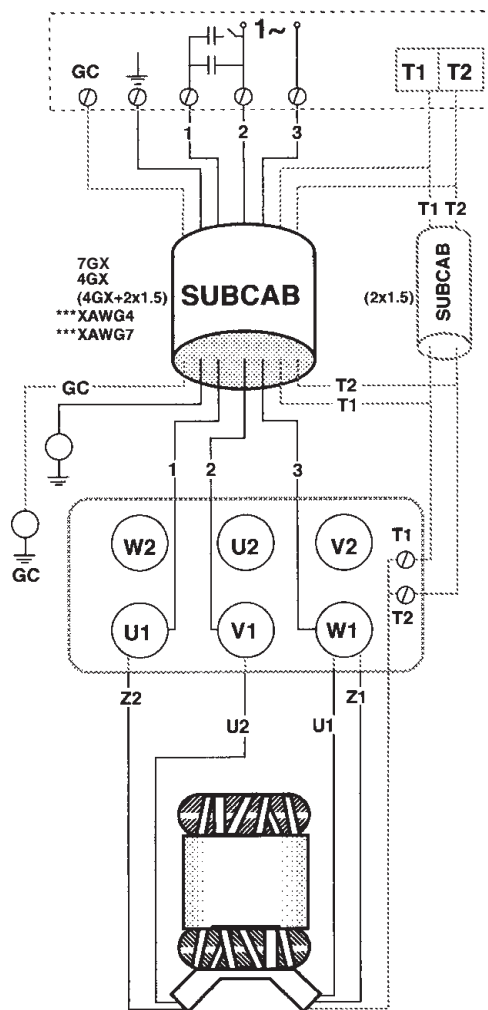 1~
GC
T1 T2
1 2 3
T1 T2
7GX
4GX
(4GX+2x1.5)
***XAWG4
***XAWG7
SUBCAB
(2x1.5)
SUBCAB
GC
T2
T1
1 2 3
GC
W2 U2 V2
T1
U1 V1 W1
T2
Z2 U2 U1 Z1